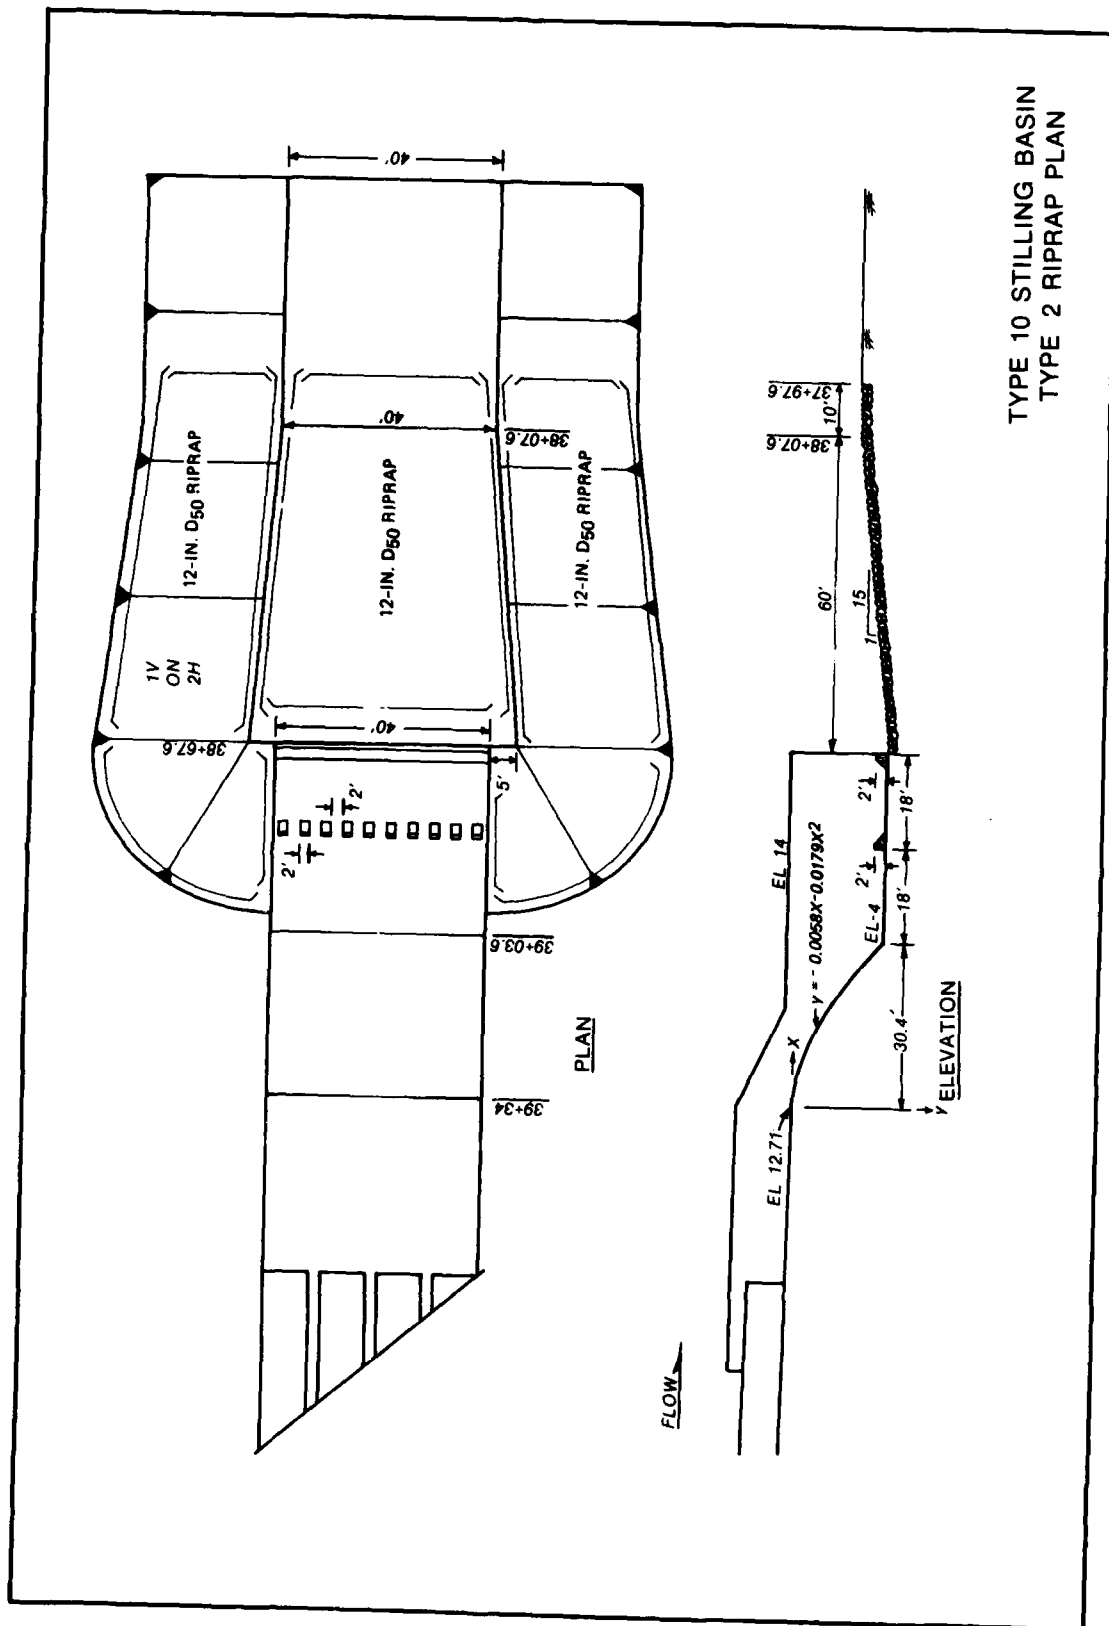 40'
12-IN. D50 RIPRAP
12-IN. D50 RIPRAP
12-IN. D50 RIPRAP
40'
38+07.6
1V
ON
2H
38+67.6
40'
5'
2'
2'
39+03.6
39+34
PLAN
37+97.6
10'
38+07.6
60'
15
1
EL 14
2'
18'
2'
18'
EL-4
Y = - 0.0058X-0.0179X2
X
30.4'
Y
EL 12.71
ELEVATION
FLOW
TYPE 10 STILLING BASIN
TYPE 2 RIPRAP PLAN